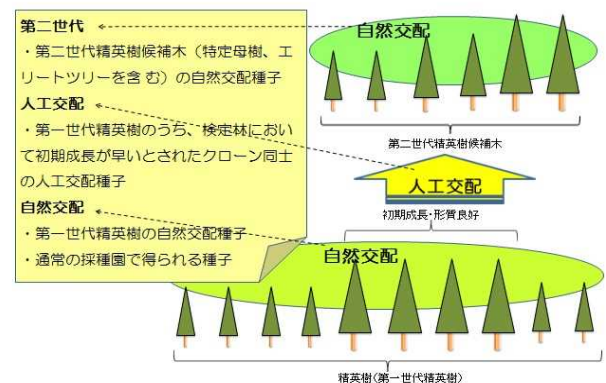 第二世代
・第二世代精英樹候補木（特定母樹、エ
リートツリーを含 む）の自然交配種子
人工交配
・第一世代精英樹のうち、検定林におい
て初期成長が早いとされたクローン同士
の人工交配種子
自然交配
・第一世代精英樹の自然交配種子
・通常の採種園で得られる種子
自然交配
第二世代精英樹候補木
人工交配
初期成長・形質良好
自然交配
精英樹(第一世代精英樹)